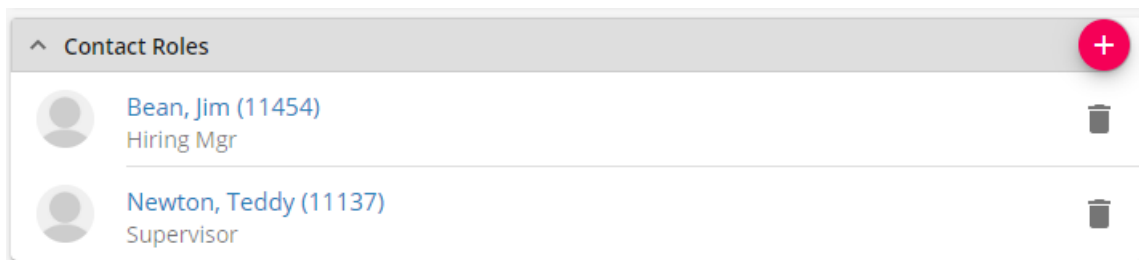 Contact Roles
Bean, Jim (11454)
Hiring Mgr
Newton, Teddy (11137)
Supervisor